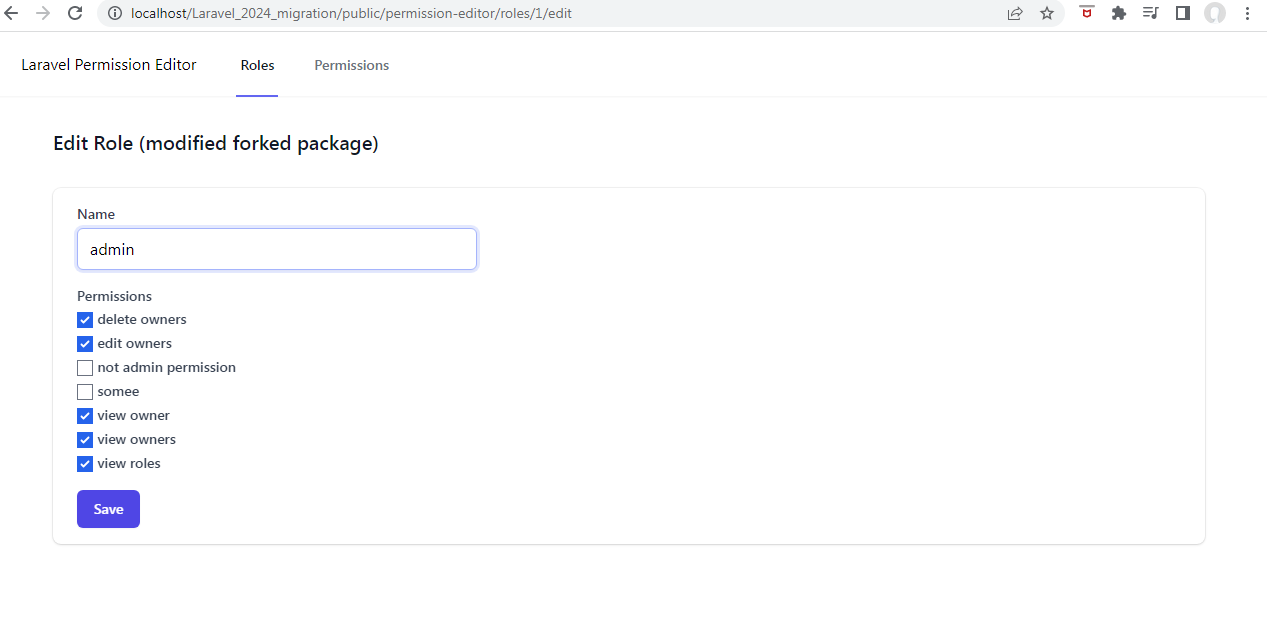 localhost/Laravel_2024_migration/public/permission-editor/roles/1/edit
Laravel Permission Editor Roles Permissions
Edit Role (modified forked package)
Name
admin
Permissions
delete owners
edit owners
not admin permission
somee
view owner
view owners
view roles
Save